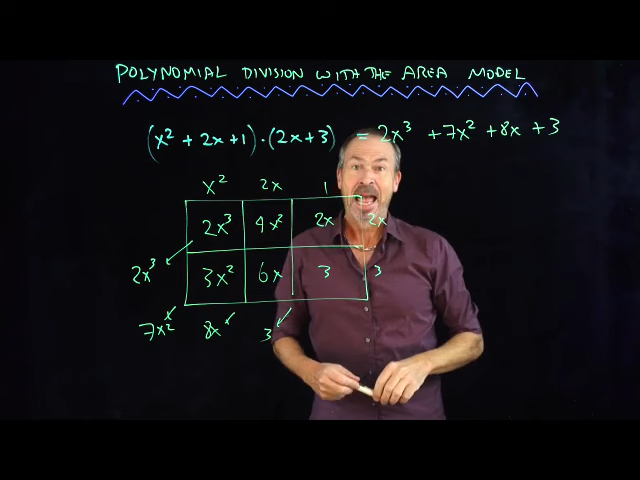 POLYNOMIAL DIVISION WITH THE AREA MODEL
(x² + 2x + 1) · (2x + 3) = 2x³ + 7x² + 8x + 3
x² 2x 1
2x³ 4x² 2x 2x
2x³
3x² 6x 3 3
7x² 8x 3